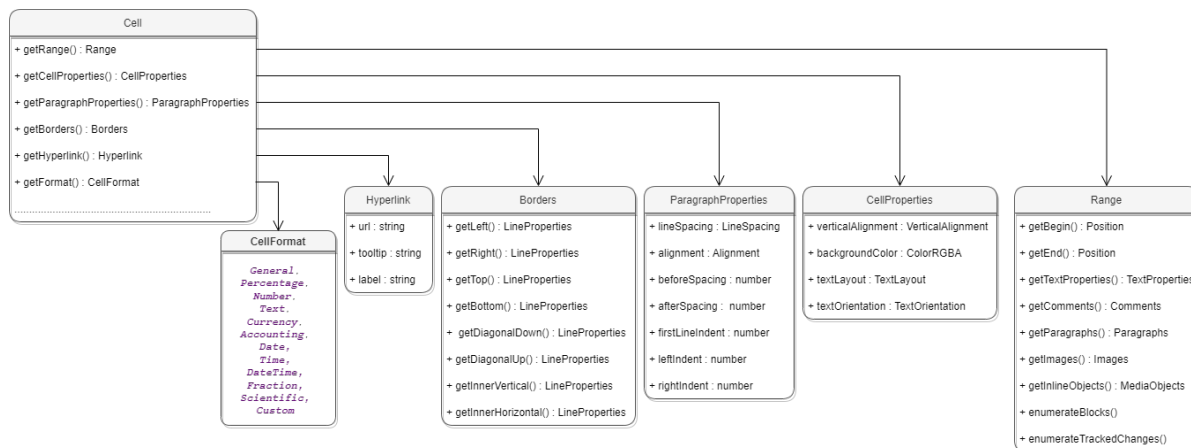 Cell
+ getRange() : Range
+ getCellProperties() : CellProperties
+ getParagraphProperties() : ParagraphProperties
+ getBorders() : Borders
+ getHyperlink() : Hyperlink
+ getFormat() : CellFormat
............................................................
CellFormat
General,
Percentage,
Number,
Text,
Currency,
Accounting,
Date,
Time,
DateTime,
Fraction,
Scientific,
Custom
Hyperlink
+ url : string
+ tooltip : string
+ label : string
Borders
+ getLeft() : LineProperties
+ getRight() : LineProperties
+ getTop() : LineProperties
+ getBottom() : LineProperties
+ getDiagonalDown() : LineProperties
+ getDiagonalUp() : LineProperties
+ getInnerVertical() : LineProperties
+ getInnerHorizontal() : LineProperties
ParagraphProperties
+ lineSpacing : LineSpacing
+ alignment : Alignment
+ beforeSpacing : number
+ afterSpacing : number
+ firstLineIndent : number
+ leftIndent : number
+ rightIndent : number
CellProperties
+ verticalAlignment : VerticalAlignment
+ backgroundColor : ColorRGBA
+ textLayout : TextLayout
+ textOrientation : TextOrientation
Range
+ getBegin() : Position
+ getEnd() : Position
+ getTextProperties() : TextProperties
+ getComments() : Comments
+ getParagraphs() : Paragraphs
+ getImages() : Images
+ getInlineObjects() : MediaObjects
+ enumerateBlocks()
+ enumerateTrackedChanges()